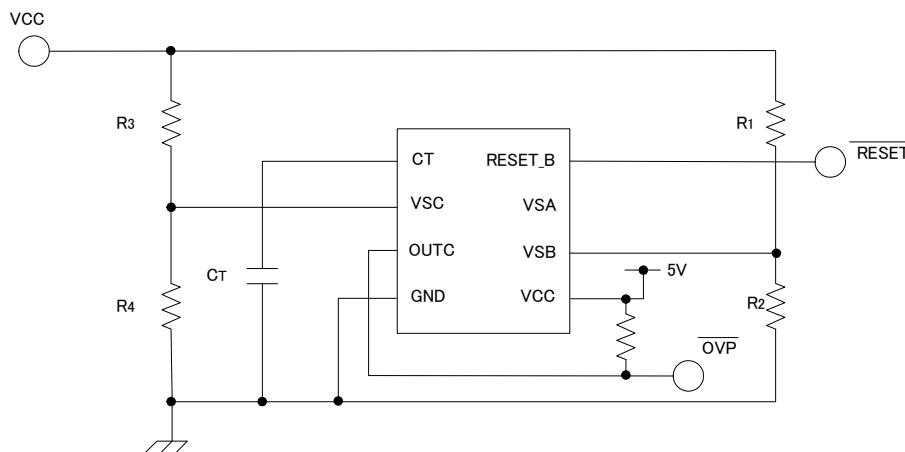 VCC
R3
R1
CT
RESET_B
RESET
VSC
VSA
OUTC
VSB
CT
5V
R4
GND
VCC
R2
OVP